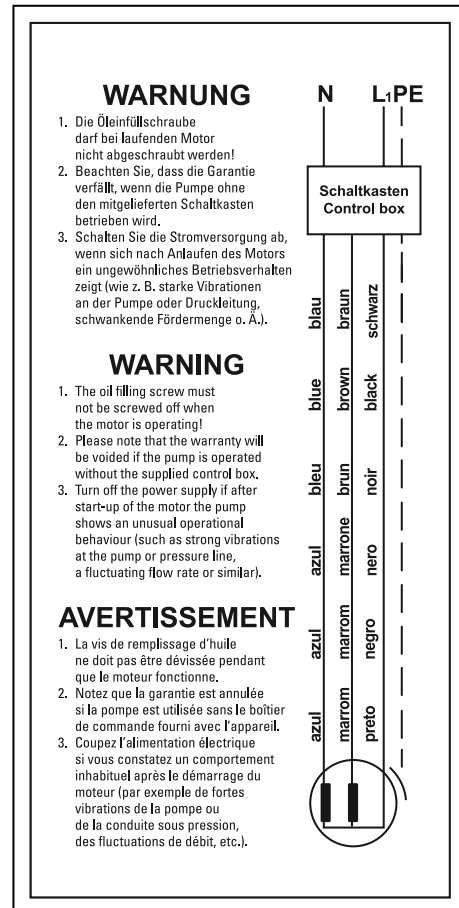 WARNUNG
1. Die Öleinfüllschraube
darf bei laufenden Motor
nicht abgeschraubt werden!
2. Beachten Sie, dass die Garantie
verfällt, wenn die Pumpe ohne
den mitgelieferten Schaltkasten
betrieben wird.
3. Schalten Sie die Stromversorgung ab,
wenn sich nach Anlaufen des Motors
ein ungewöhnliches Betriebsverhalten
zeigt (wie z. B. starke Vibrationen
an der Pumpe oder Druckleitung,
schwankende Fördermenge o. Ä.).
WARNING
1. The oil filling screw must
not be screwed off when
the motor is operating!
2. Please note that the warranty will
be voided if the pump is operated
without the supplied control box.
3. Turn off the power supply if after
start-up of the motor the pump
shows an unusual operational
behaviour (such as strong vibrations
at the pump or pressure line,
a fluctuating flow rate or similar).
AVERTISSEMENT
1. La vis de remplissage d'huile
ne doit pas être dévissée pendant
que le moteur fonctionne.
2. Notez que la garantie est annulée
si la pompe est utilisée sans le boîtier
de commande fourni avec l'appareil.
3. Coupez l'alimentation électrique
si vous constatez un comportement
inhabituel après le démarrage du
moteur (par exemple de fortes
vibrations de la pompe ou
de la conduite sous pression,
des fluctuations de débit, etc.).
N L1 PE
Schaltkasten
Control box
blau braun schwarz
blue brown black
bleu brun noir
azul marrone nero
azul marrom negro
azul marrom preto